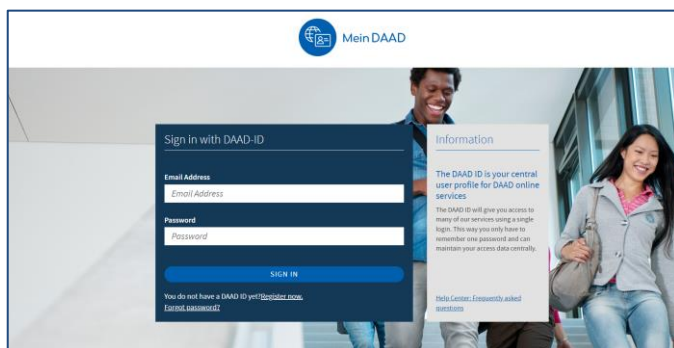 Mein DAAD
Sign in with DAAD-ID
Email Address
Email Address
Password
Password
SIGN IN
You do not have a DAAD ID yet?Register now.
Forgot password?
Information
The DAAD ID is your central
user profile for DAAD online
services
The DAAD ID will give you access to
many of our services using a single
login. This way you only have to
remember one password and can
maintain your access data centrally.
Help Center: Frequently asked
questions